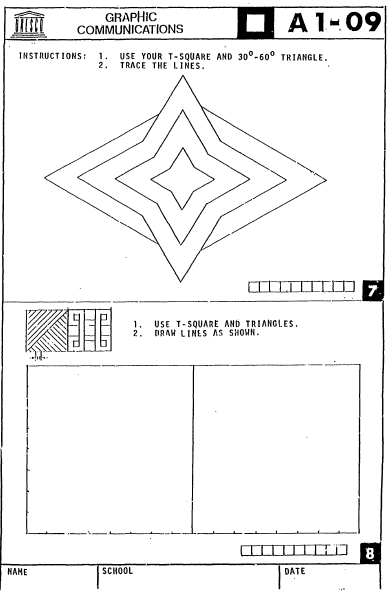 UNESCO
GRAPHIC
COMMUNICATIONS
A1-09
INSTRUCTIONS: 1. USE YOUR T-SQUARE AND 30°-60° TRIANGLE.
2. TRACE THE LINES.
7
1. USE T-SQUARE AND TRIANGLES.
2. DRAW LINES AS SHOWN.
8
NAME
SCHOOL
DATE